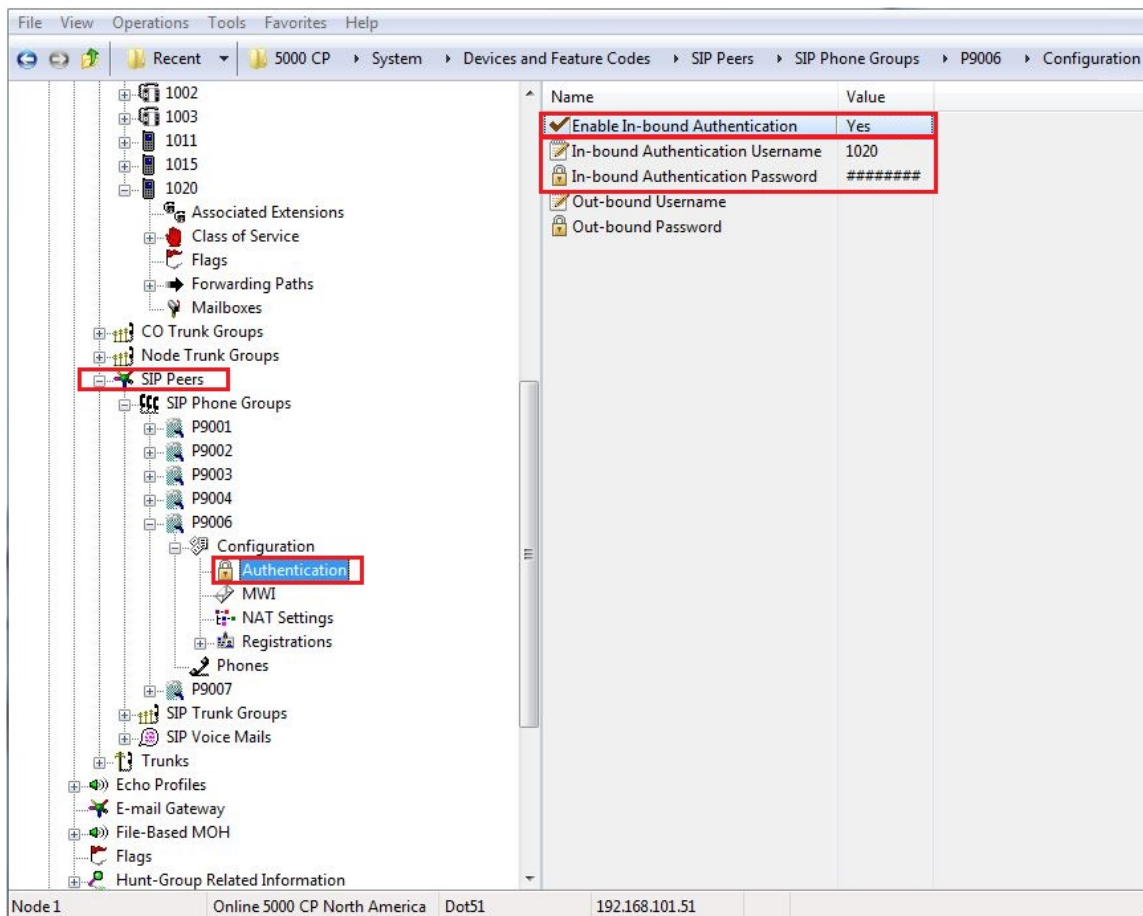 File View Operations Tools Favorites Help
Recent 5000 CP System Devices and Feature Codes SIP Peers SIP Phone Groups P9006 Configuration
1002
1003
1011
1015
1020
Associated Extensions
Class of Service
Flags
Forwarding Paths
Mailboxes
CO Trunk Groups
Node Trunk Groups
SIP Peers
SIP Phone Groups
P9001
P9002
P9003
P9004
P9006
Configuration
Authentication
MWI
NAT Settings
Registrations
Phones
P9007
SIP Trunk Groups
SIP Voice Mails
Trunks
Echo Profiles
E-mail Gateway
File-Based MOH
Flags
Hunt-Group Related Information
Name Value
Enable In-bound Authentication Yes
In-bound Authentication Username 1020
In-bound Authentication Password ########
Out-bound Username
Out-bound Password
Node 1 Online 5000 CP North America Dot51 192.168.101.51